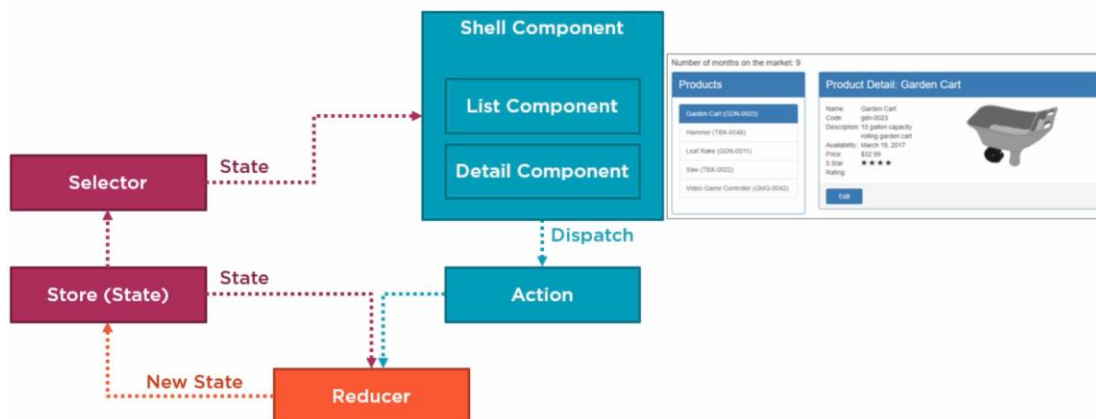 Shell Component
List Component
Detail Component
Selector
State
Dispatch
Store (State)
State
Action
New State
Reducer
Number of months on the market: 9
Products
Garden Cart (GDN-0023)
Hammer (TBX-0048)
Leaf Rake (GDN-0011)
Saw (TBX-0022)
Video Game Controller (GMG-0042)
Product Detail: Garden Cart
Name: Garden Cart
Code: gdn-0023
Description: 15 gallon capacity
rolling garden cart
Availability: March 18, 2017
Price: $32.99
5 Star
Rating:
Edit